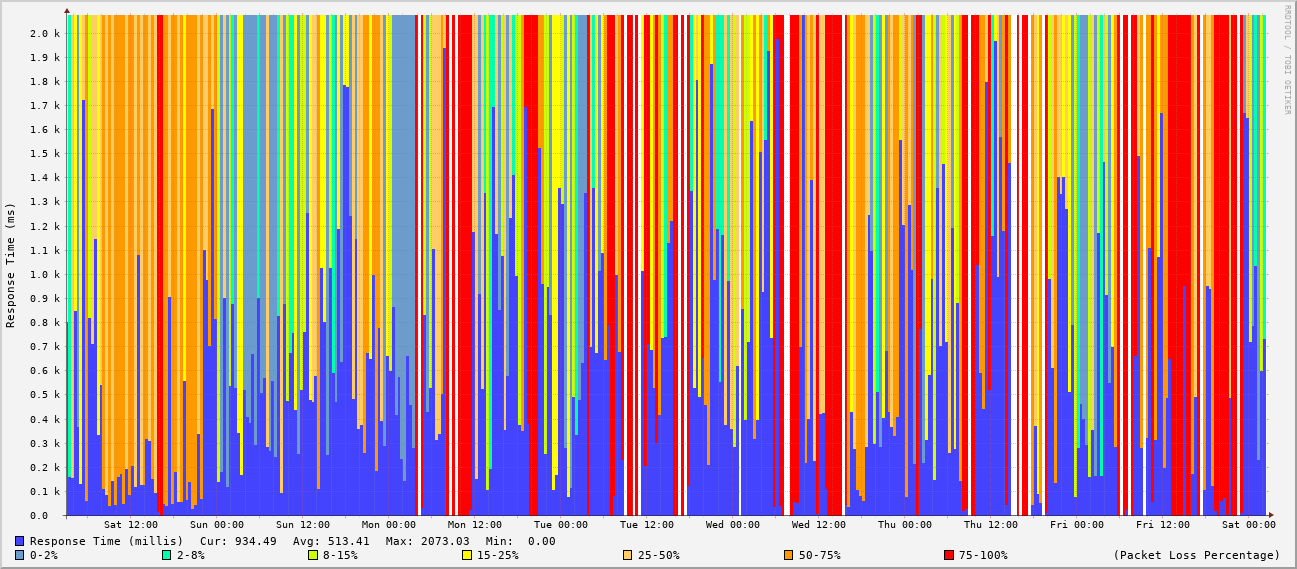 RRDTOOL / TOBI OETIKER
Response Time (ms)
2.0 k
1.9 k
1.8 k
1.7 k
1.6 k
1.5 k
1.4 k
1.3 k
1.2 k
1.1 k
1.0 k
0.9 k
0.8 k
0.7 k
0.6 k
0.5 k
0.4 k
0.3 k
0.2 k
0.1 k
0.0
Sat 12:00 Sun 00:00 Sun 12:00 Mon 00:00 Mon 12:00 Tue 00:00 Tue 12:00 Wed 00:00 Wed 12:00 Thu 00:00 Thu 12:00 Fri 00:00 Fri 12:00 Sat 00:00
Response Time (millis) Cur: 934.49 Avg: 513.41 Max: 2073.03 Min: 0.00
0-2% 2-8% 8-15% 15-25% 25-50% 50-75% 75-100% (Packet Loss Percentage)